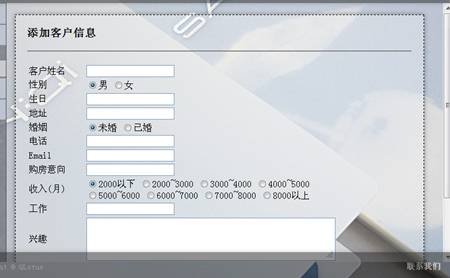 添加客户信息
客户姓名
性别 男 女
生日
地址
婚姻 未婚 已婚
电话
Email
购房意向
收入(月) 2000以下 2000~3000 3000~4000 4000~5000
5000~6000 6000~7000 7000~8000 8000以上
工作
兴趣
联系我们